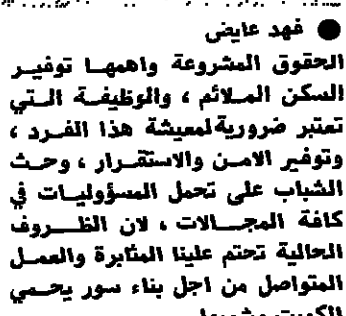 ● فهد عايض
الحقوق المشروعة واهمها توفير
السكن الملائم ، والوظيفة التي
تعتبر ضرورية لمعيشة هذا الفرد ،
وتوفير الامن والاستقرار ، وحث
الشباب على تحمل المسؤوليات في
كافة المجالات ، لان الظروف
الحالية تحتم علينا المثابرة والعمل
المتواصل من اجل بناء سور يحمي